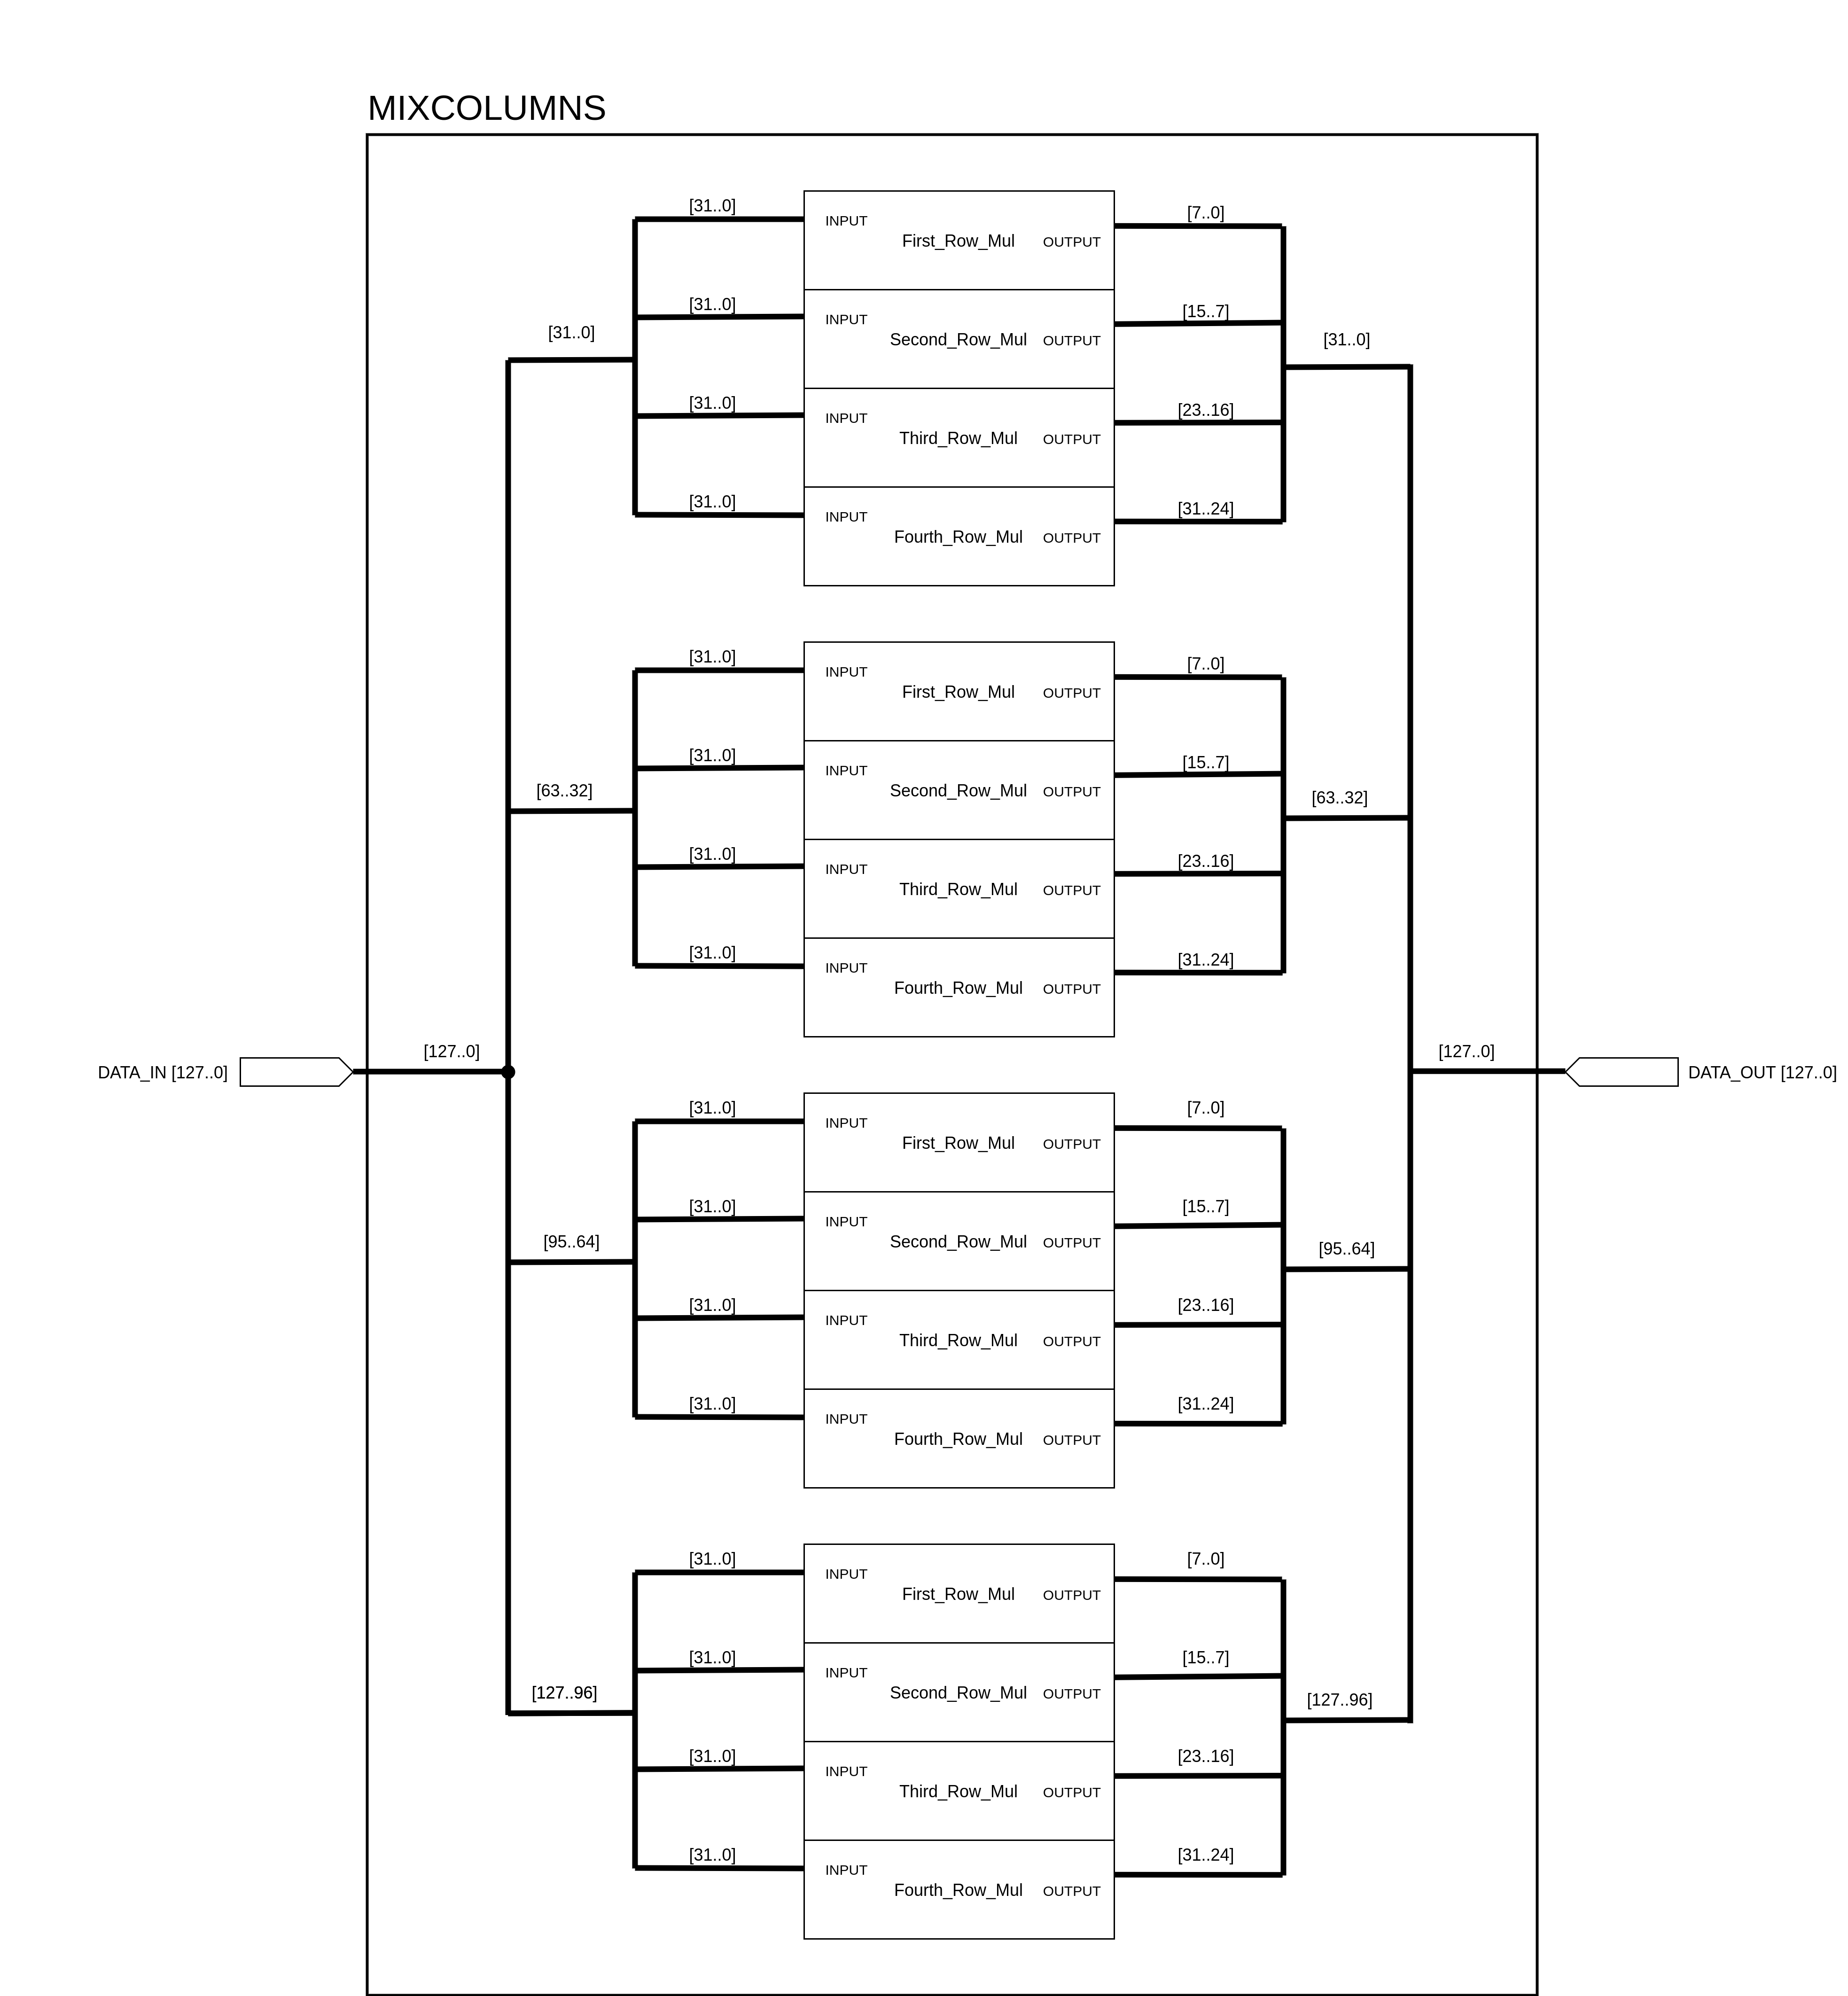 MIXCOLUMNS
[31..0]
[7..0]
INPUT
First_Row_Mul
OUTPUT
[31..0]
[15..7]
INPUT
[31..0]
Second_Row_Mul
OUTPUT
[31..0]
[31..0]
[23..16]
INPUT
Third_Row_Mul
OUTPUT
[31..0]
[31..24]
INPUT
Fourth_Row_Mul
OUTPUT
[31..0]
[7..0]
INPUT
First_Row_Mul
OUTPUT
[31..0]
[15..7]
INPUT
[63..32]
Second_Row_Mul
OUTPUT
[63..32]
[31..0]
[23..16]
INPUT
Third_Row_Mul
OUTPUT
[31..0]
[31..24]
INPUT
Fourth_Row_Mul
OUTPUT
[127..0]
[127..0]
DATA_IN [127..0]
DATA_OUT [127..0]
[31..0]
[7..0]
INPUT
First_Row_Mul
OUTPUT
[31..0]
[15..7]
INPUT
[95..64]
Second_Row_Mul
OUTPUT
[95..64]
[31..0]
[23..16]
INPUT
Third_Row_Mul
OUTPUT
[31..0]
[31..24]
INPUT
Fourth_Row_Mul
OUTPUT
[31..0]
[7..0]
INPUT
First_Row_Mul
OUTPUT
[31..0]
[15..7]
INPUT
[127..96]
Second_Row_Mul
OUTPUT
[127..96]
[31..0]
[23..16]
INPUT
Third_Row_Mul
OUTPUT
[31..0]
[31..24]
INPUT
Fourth_Row_Mul
OUTPUT